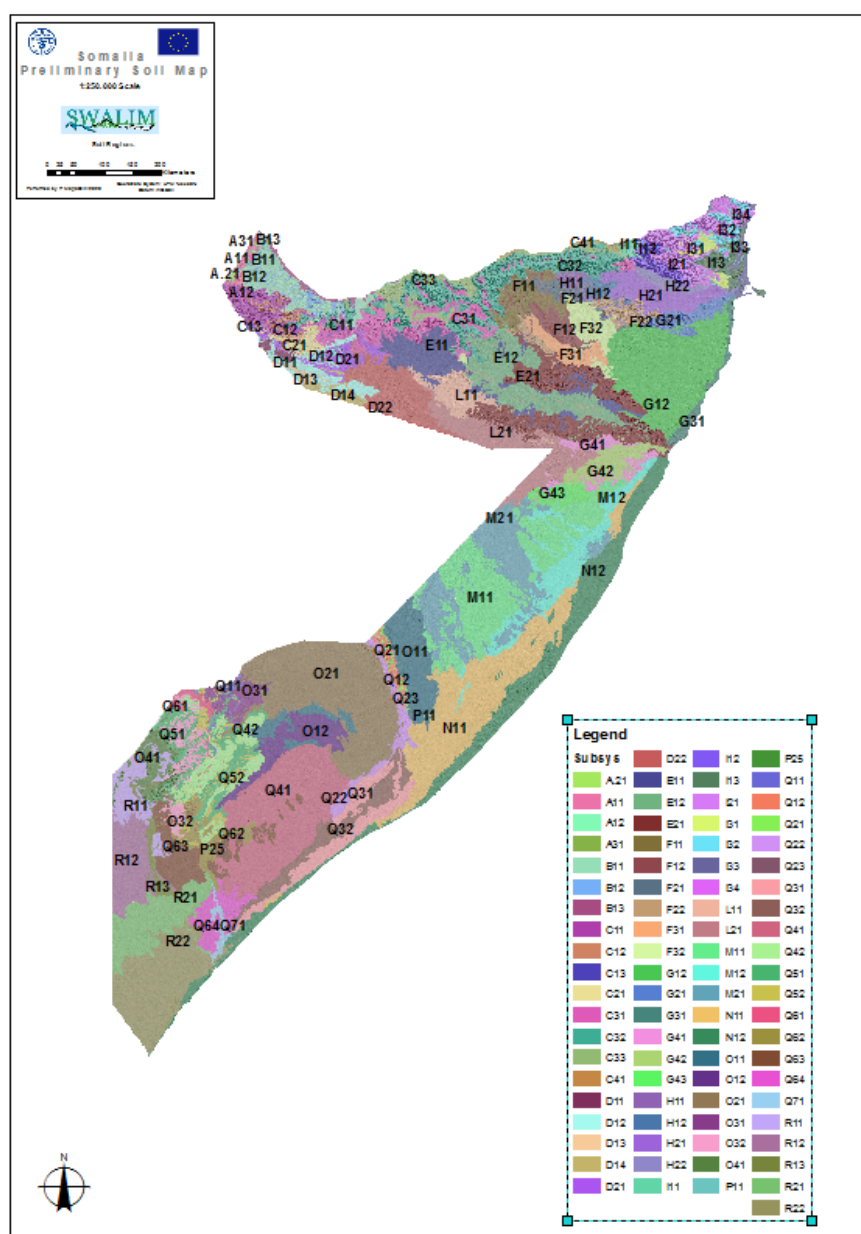 Somalia
Preliminary Soil Map
1:250.000 Scale
SWALIM
Soil Regions
Kilometers
A31 B13
A11 B11
A.21 B12
A12
C13 C12
C21
C11
D11 D12 D21
D13
D14
D22
C33
C31
E11
L11
L21
E12
E21
C41
C32
F11
H11
F21 H12
F12 F32
F31
I11 I12
I31
I21
I13
I32
I33
I34
H22
H21
F22 G21
G12
G31
G41
G42
G43
M12
M21
M11
N12
N11
Q21 O11
Q12
Q23
P11
O21
O12
Q11 O31
Q61
Q51
Q42
O41
Q52
Q41
Q22 Q31
Q32
R11
O32
Q62
Q63
P25
R12
R13
R21
Q64 Q71
R22
N
Legend
Subsys
A.21
A11
A12
A31
B11
B12
B13
C11
C12
C13
C21
C31
C32
C33
C41
D11
D12
D13
D14
D21
D22
E11
E12
E21
F11
F12
F21
F22
F31
F32
G12
G21
G31
G41
G42
G43
H11
H12
H21
H22
I11
I12
I13
I21
G1
G2
G3
G4
L11
L21
M11
M12
M21
N11
N12
O11
O12
O21
O31
O32
O41
P11
P25
Q11
Q12
Q21
Q22
Q23
Q31
Q32
Q41
Q42
Q51
Q52
Q61
Q62
Q63
Q64
Q71
R11
R12
R13
R21
R22